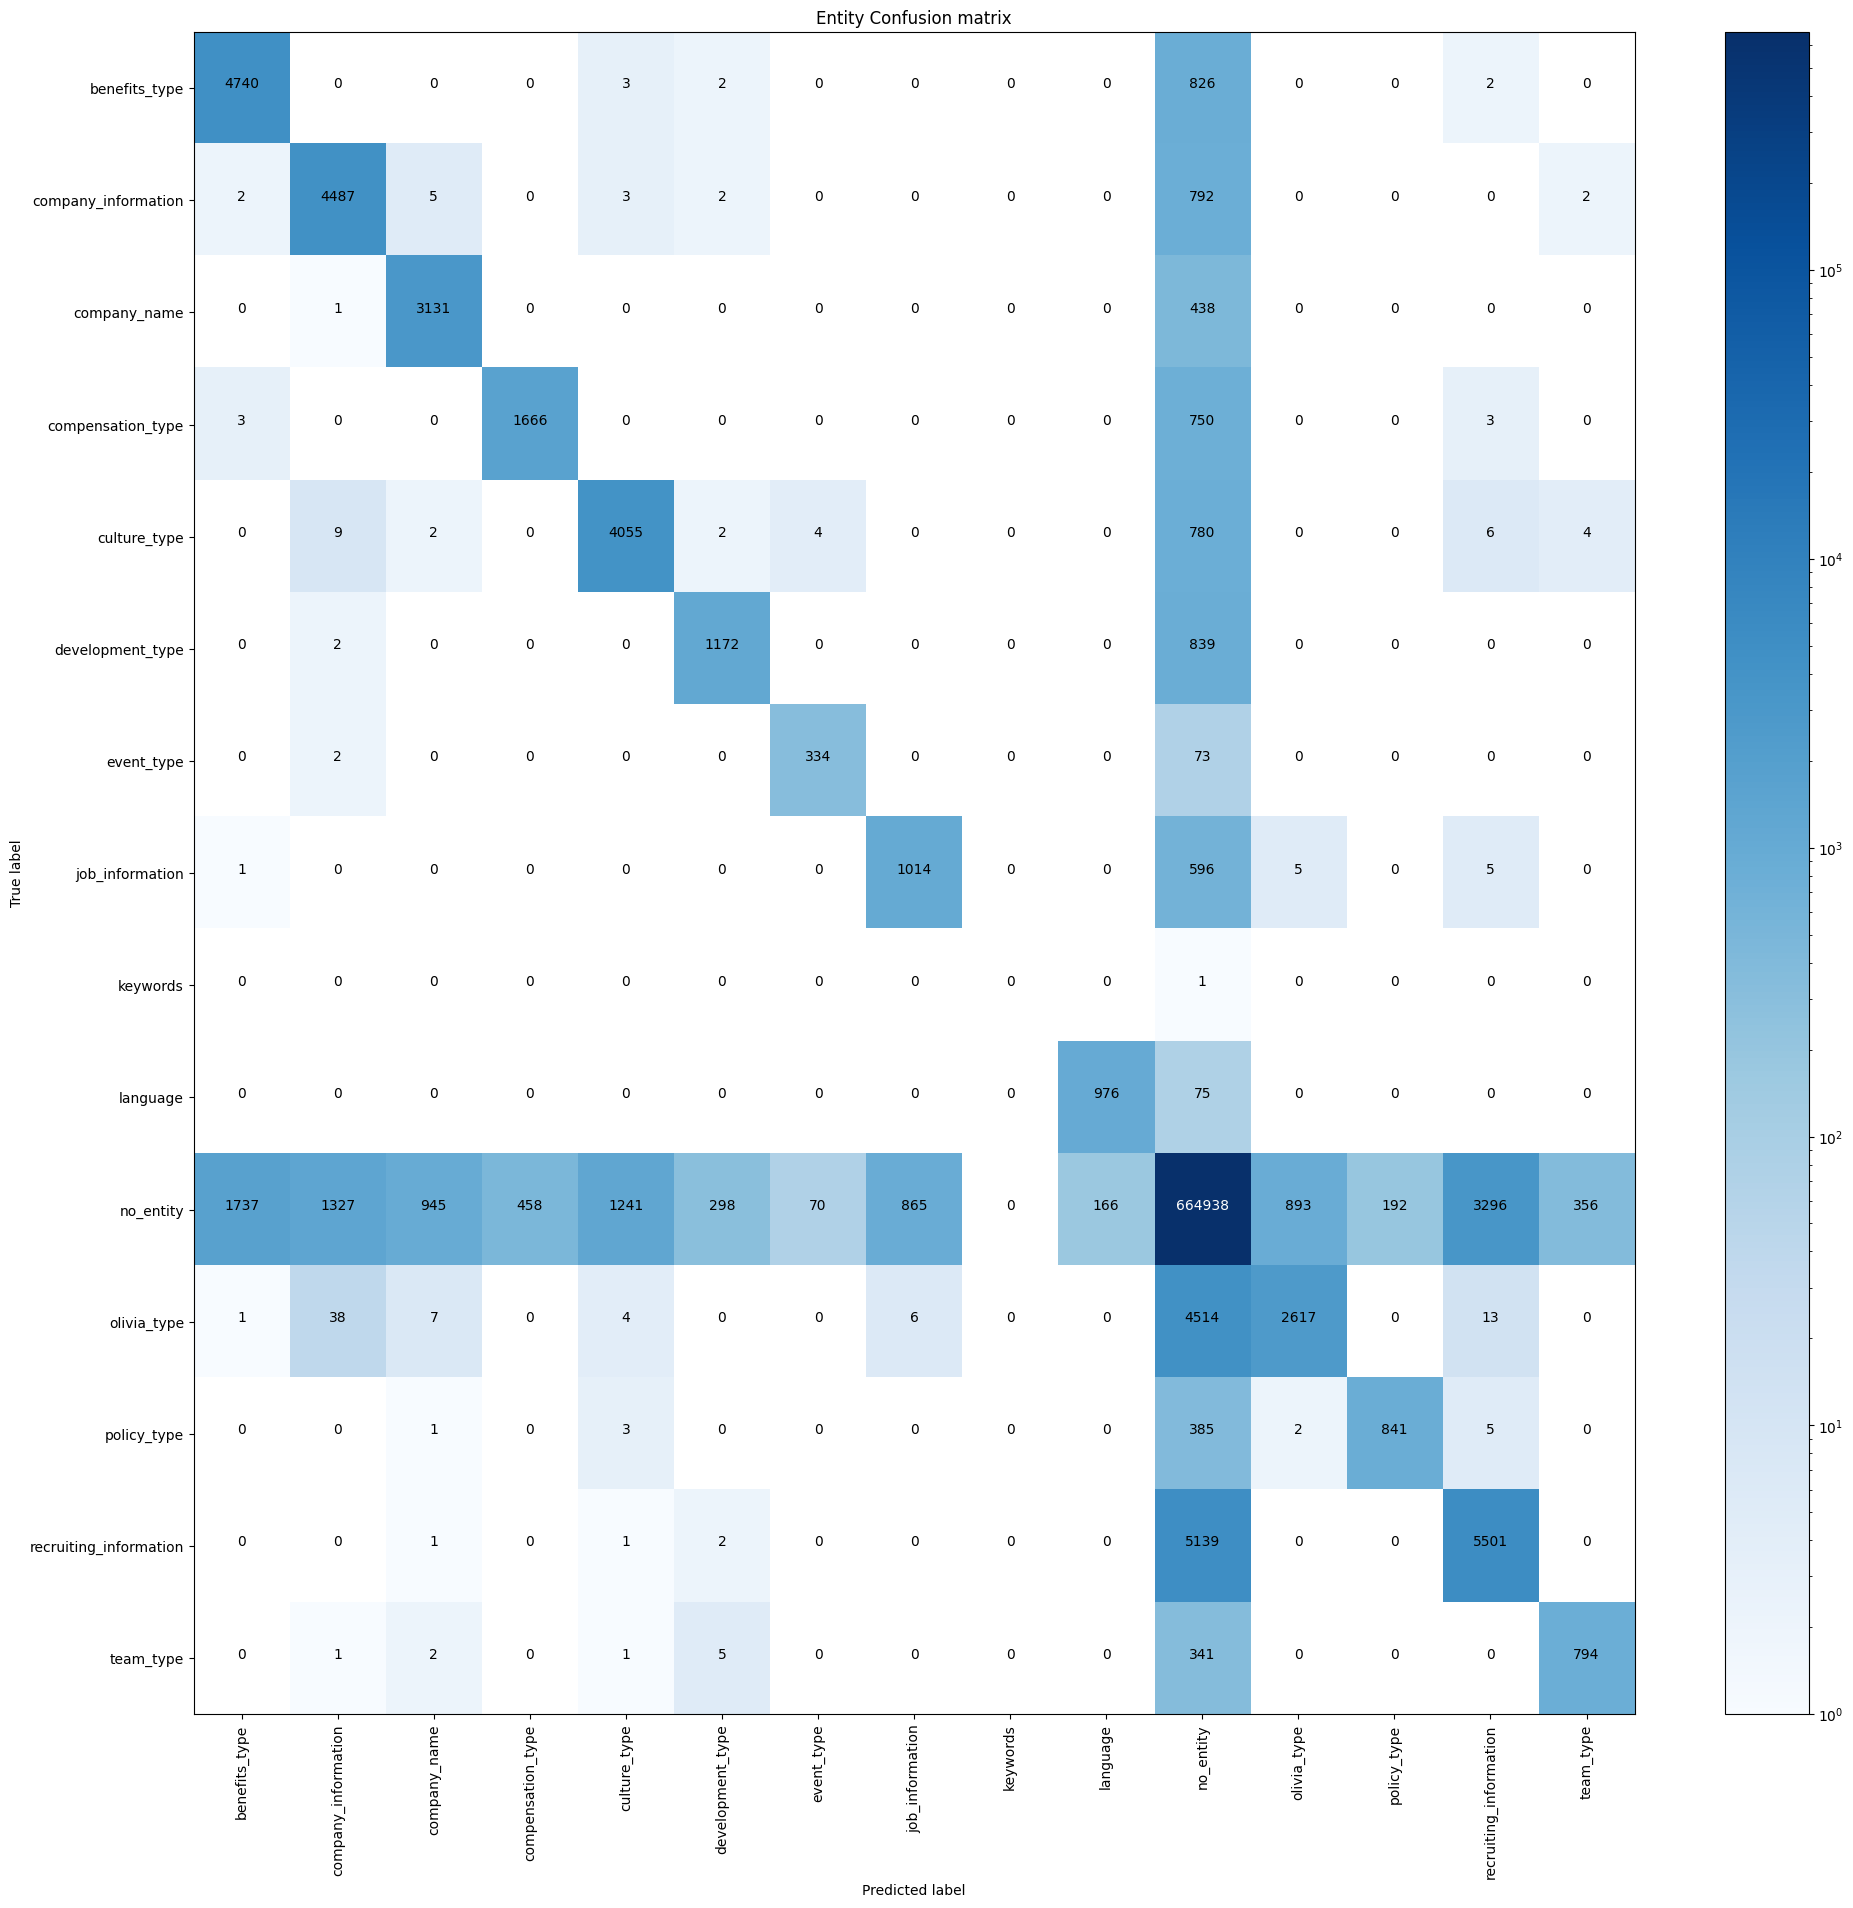 Entity Confusion matrix
benefits_type 4740 0 0 0 3 2 0 0 0 0 826 0 0 2 0
company_information 2 4487 5 0 3 2 0 0 0 0 792 0 0 0 2
company_name 0 1 3131 0 0 0 0 0 0 0 438 0 0 0 0
compensation_type 3 0 0 1666 0 0 0 0 0 0 750 0 0 3 0
culture_type 0 9 2 0 4055 2 4 0 0 0 780 0 0 6 4
development_type 0 2 0 0 0 1172 0 0 0 0 839 0 0 0 0
event_type 0 2 0 0 0 0 334 0 0 0 73 0 0 0 0
job_information 1 0 0 0 0 0 0 1014 0 0 596 5 0 5 0
keywords 0 0 0 0 0 0 0 0 0 0 1 0 0 0 0
language 0 0 0 0 0 0 0 0 0 976 75 0 0 0 0
no_entity 1737 1327 945 458 1241 298 70 865 0 166 664938 893 192 3296 356
olivia_type 1 38 7 0 4 0 0 6 0 0 4514 2617 0 13 0
policy_type 0 0 1 0 3 0 0 0 0 0 385 2 841 5 0
recruiting_information 0 0 1 0 1 2 0 0 0 0 5139 0 0 5501 0
team_type 0 1 2 0 1 5 0 0 0 0 341 0 0 0 794
True label
benefits_type
company_information
company_name
compensation_type
culture_type
development_type
event_type
job_information
keywords
language
no_entity
olivia_type
policy_type
recruiting_information
team_type
Predicted label
10^5
10^4
10^3
10^2
10^1
10^0